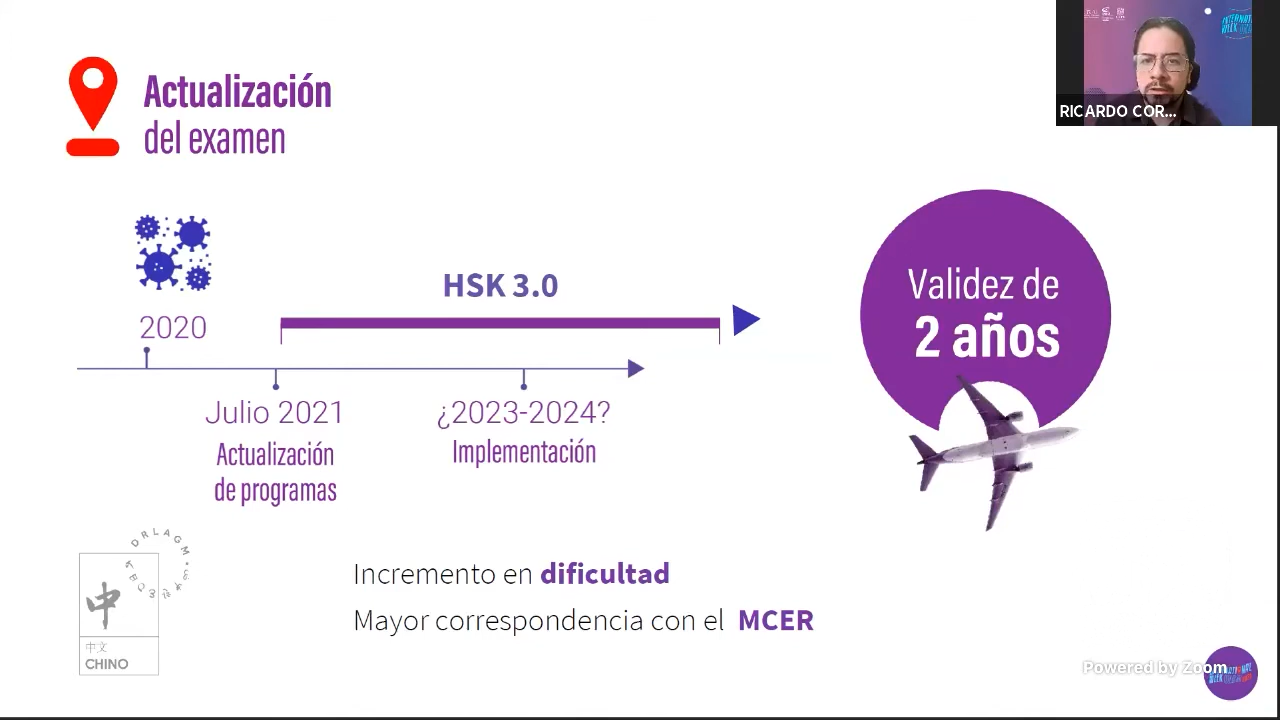 Actualización
del examen
RICARDO COR...
HSK 3.0
2020
Julio 2021
Actualización
de programas
¿2023-2024?
Implementación
Validez de
2 años
Incremento en dificultad
Mayor correspondencia con el MCER
中
中文
CHINO
Powered by Zoom